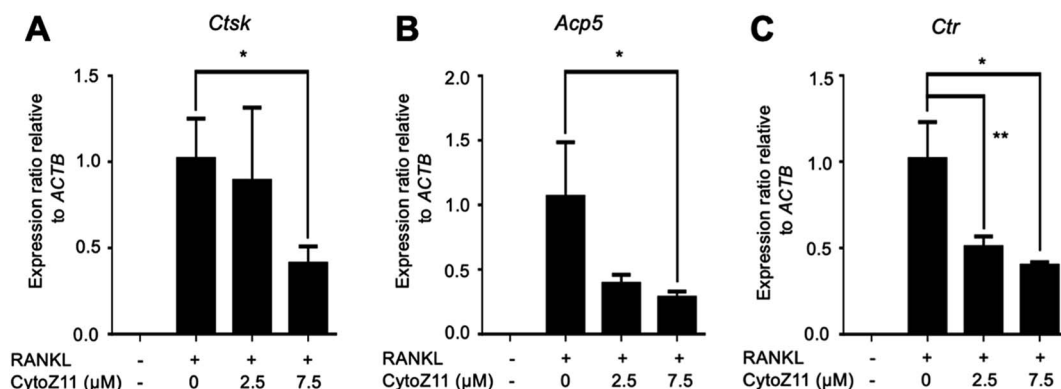 A
Ctsk
*
1.5
1.0
0.5
0.0
Expression ratio relative
to ACTB
RANKL - + + +
CytoZ11 (µM) - 0 2.5 7.5
B
Acp5
*
2.0
1.5
1.0
0.5
0.0
Expression ratio relative
to ACTB
RANKL - + + +
CytoZ11 (µM) - 0 2.5 7.5
C
Ctr
*
**
1.5
1.0
0.5
0.0
Expression ratio relative
to ACTB
RANKL - + + +
CytoZ11 (µM) - 0 2.5 7.5